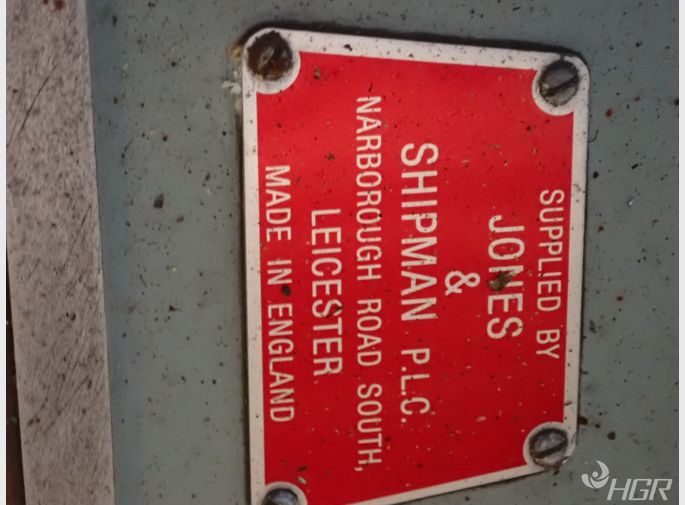 SUPPLIED BY
JONES
&
SHIPMAN P.L.C.
NARBOROUGH ROAD SOUTH,
LEICESTER
MADE IN ENGLAND
HGR